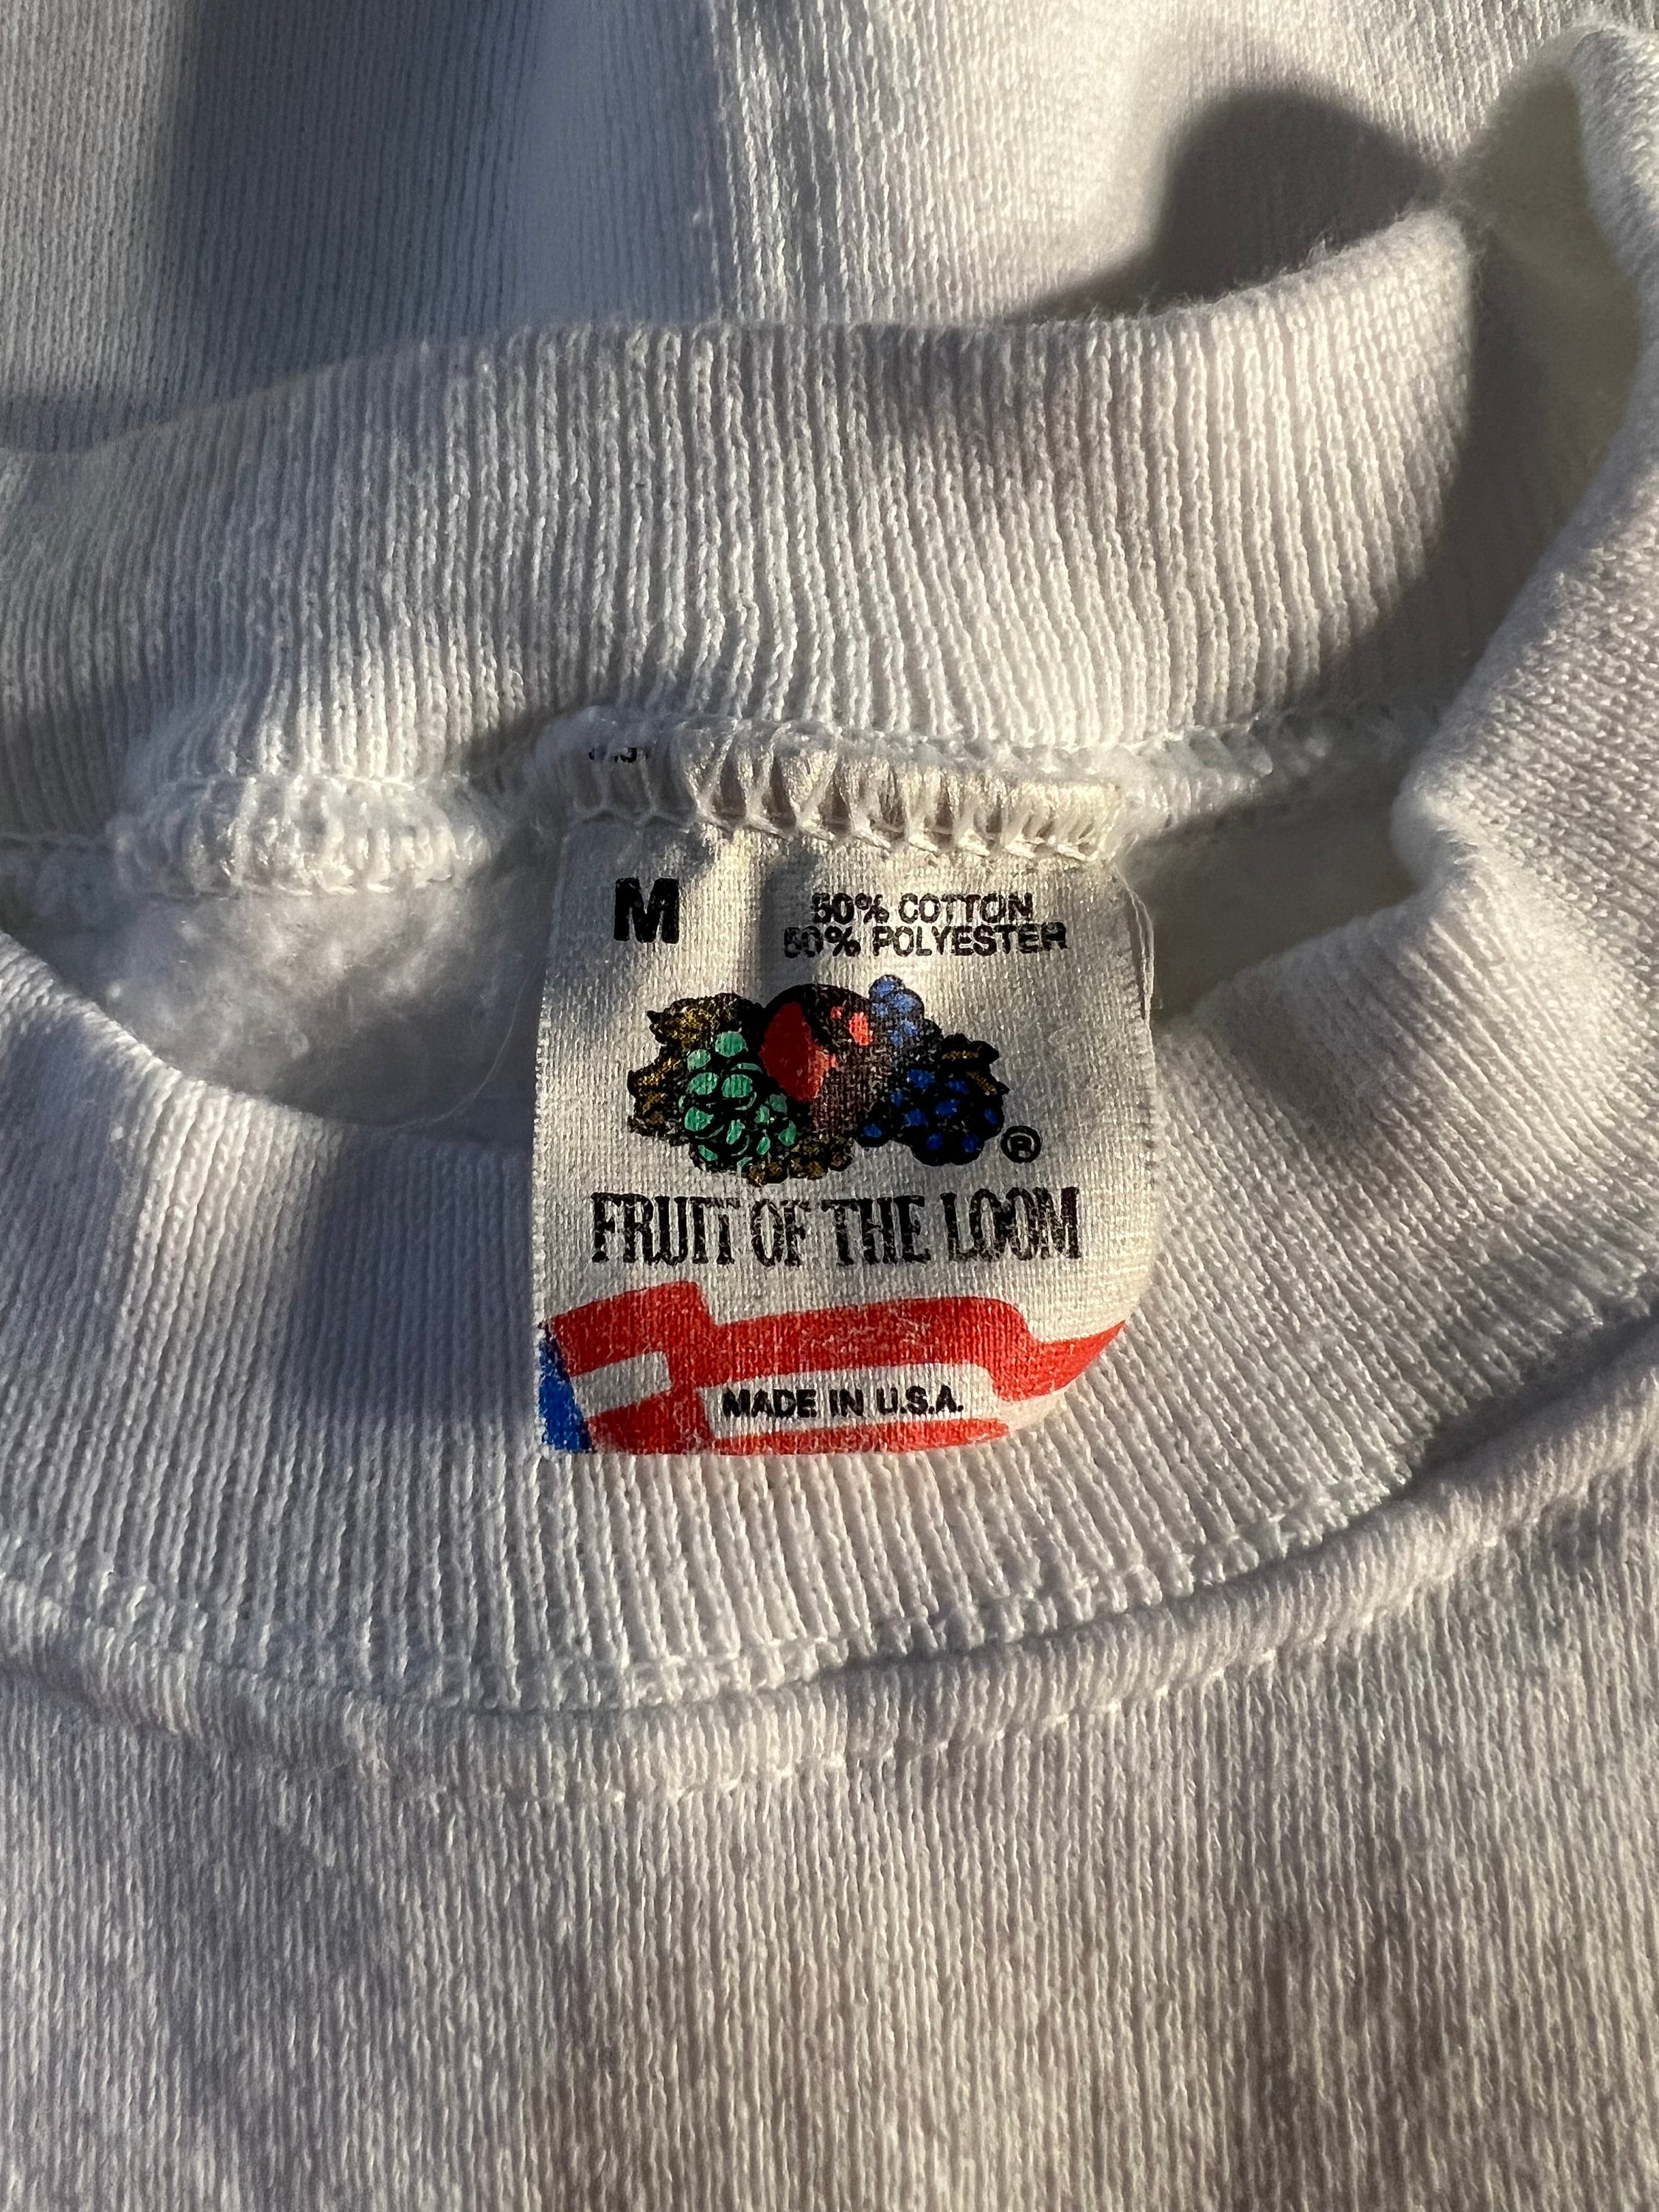 M
50% COTTON
50% POLYESTER
®
FRUIT OF THE LOOM
MADE IN U.S.A.